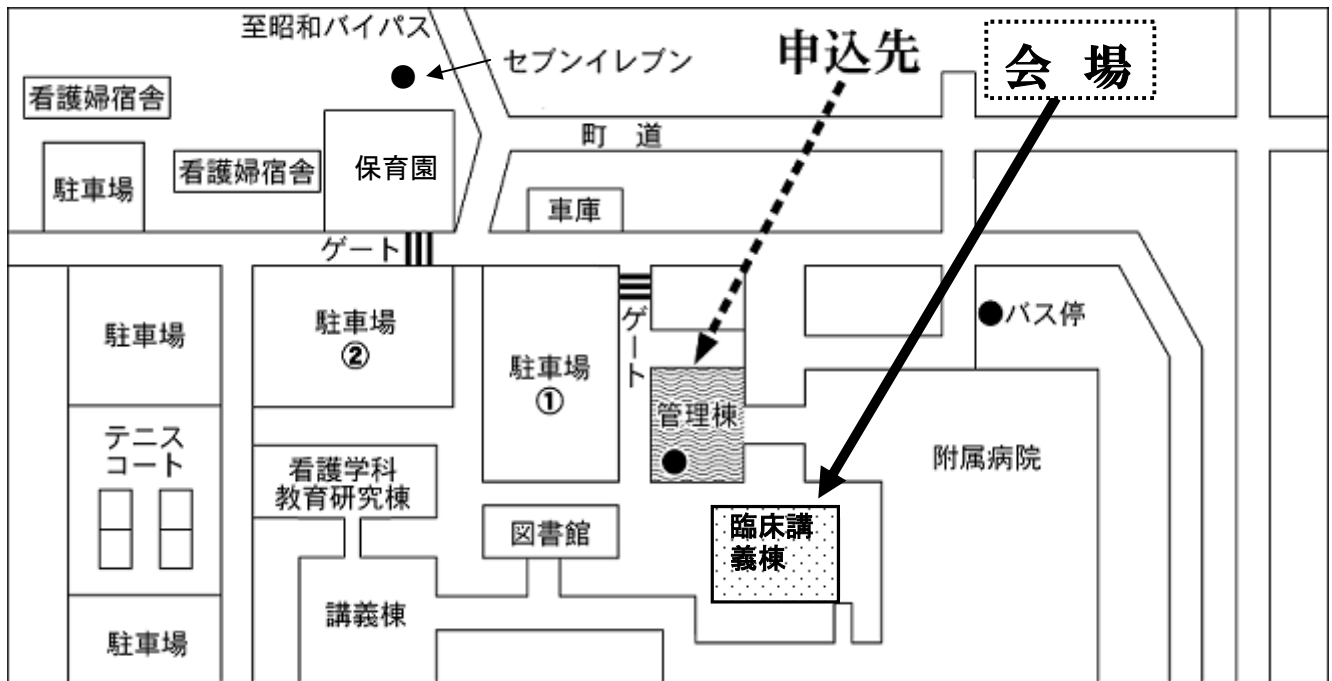 至昭和バイパス
セブンイレブン
申込先
会 場
看護婦宿舎
町 道
看護婦宿舎
保育園
駐車場
車庫
ゲート
駐車場
駐車場
②
駐車場
①
ゲート
バス停
管理棟
テニス
コート
看護学科
教育研究棟
附属病院
図書館
臨床講
義棟
講義棟
駐車場